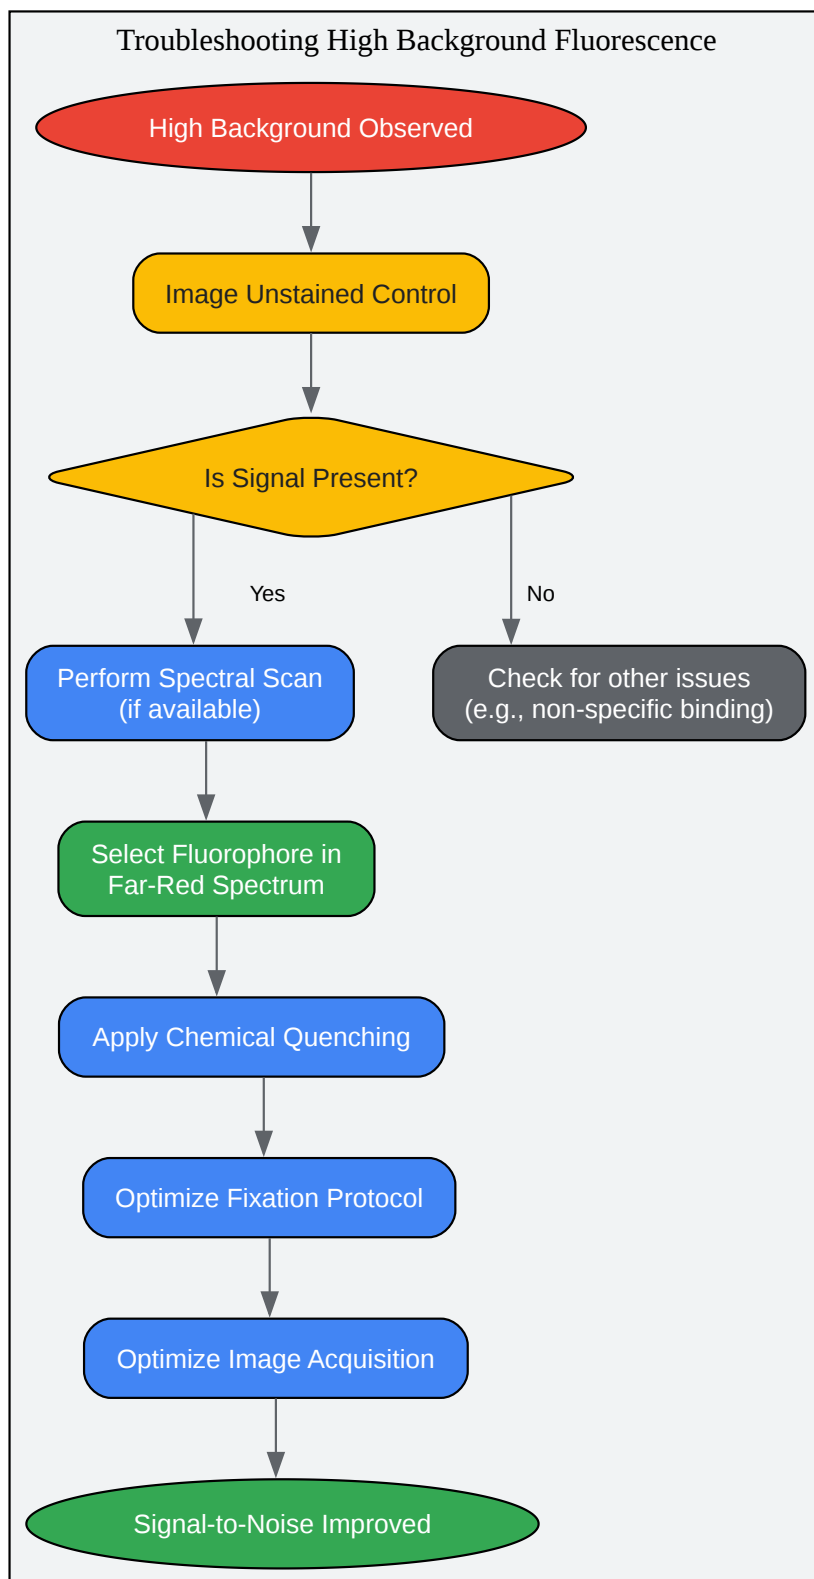 Troubleshooting High Background Fluorescence
High Background Observed
Image Unstained Control
Is Signal Present?
Yes
No
Perform Spectral Scan
(if available)
Check for other issues
(e.g., non-specific binding)
Select Fluorophore in
Far-Red Spectrum
Apply Chemical Quenching
Optimize Fixation Protocol
Optimize Image Acquisition
Signal-to-Noise Improved